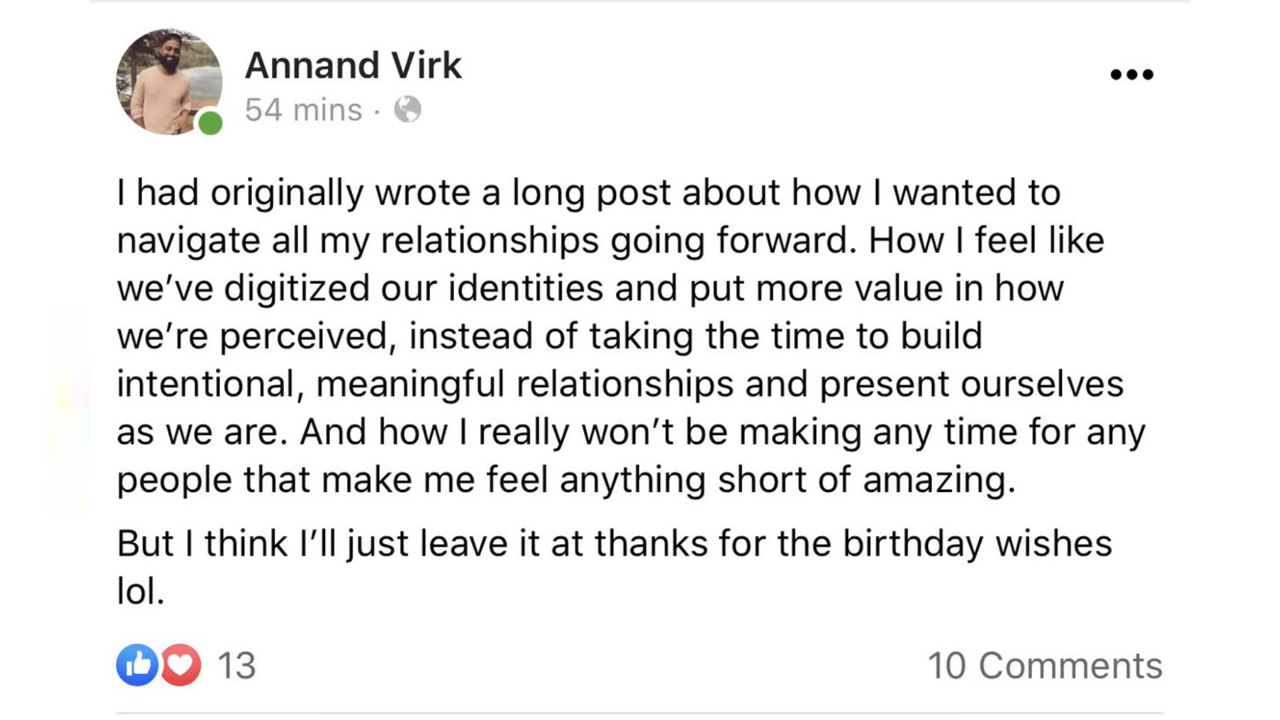 Annand Virk
54 mins ·
I had originally wrote a long post about how I wanted to
navigate all my relationships going forward. How I feel like
we’ve digitized our identities and put more value in how
we’re perceived, instead of taking the time to build
intentional, meaningful relationships and present ourselves
as we are. And how I really won’t be making any time for any
people that make me feel anything short of amazing.
But I think I’ll just leave it at thanks for the birthday wishes
lol.
13
10 Comments